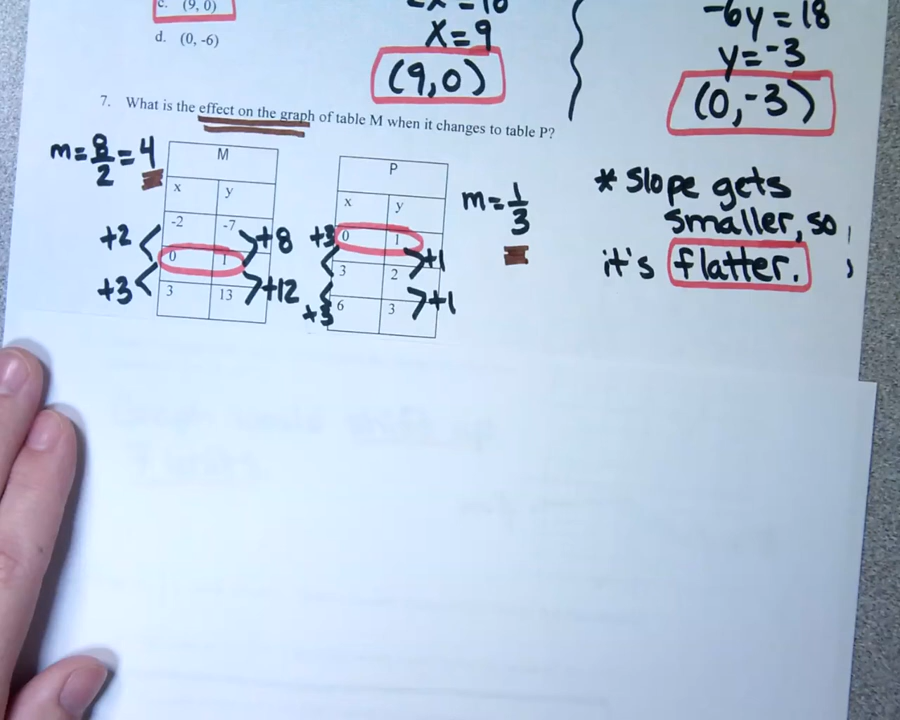 c. (9, 0)
d. (0, -6)
x=9
(9,0)
-6y = 18
y=-3
(0,-3)
7. What is the effect on the graph of table M when it changes to table P?
m=8/2=4
M
x y
-2 -7
0 1
3 13
+2
+3
+8
+12
P
x y
0 1
3 2
6 3
+3
+3
+1
+1
m=1/3
* Slope gets
smaller, so
it's flatter.